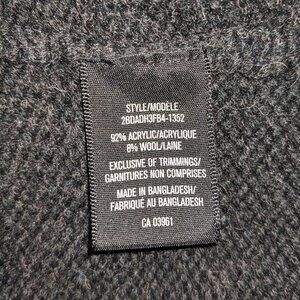 STYLE/MODÈLE
2BDADH3FB4-1352
92% ACRYLIC/ACRYLIQUE
8% WOOL/LAINE
EXCLUSIVE OF TRIMMINGS/
GARNITURES NON COMPRISES
MADE IN BANGLADESH/
FABRIQUÉ AU BANGLADESH
CA 03961